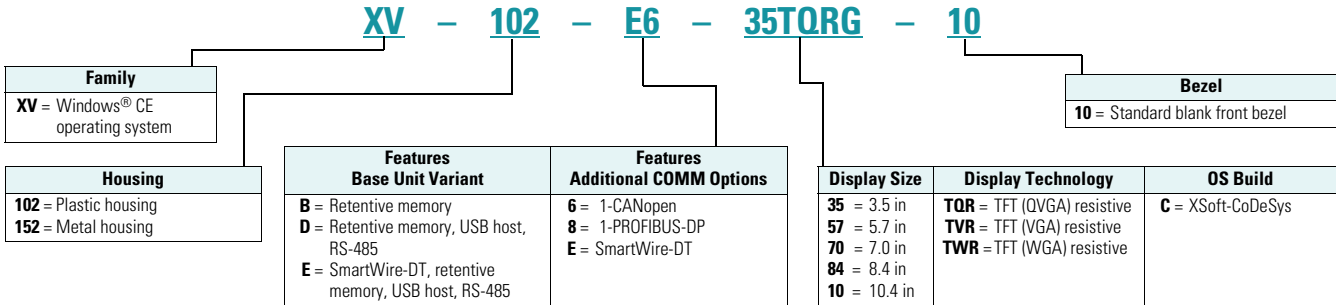 XV – 102 – E6 – 35TQRG – 10
Family
XV = Windows® CE
operating system
Bezel
10 = Standard blank front bezel
Housing
102 = Plastic housing
152 = Metal housing
Features
Base Unit Variant
B = Retentive memory
D = Retentive memory, USB host,
RS-485
E = SmartWire-DT, retentive
memory, USB host, RS-485
Features
Additional COMM Options
6 = 1-CANopen
8 = 1-PROFIBUS-DP
E = SmartWire-DT
Display Size
35 = 3.5 in
57 = 5.7 in
70 = 7.0 in
84 = 8.4 in
10 = 10.4 in
Display Technology
TQR = TFT (QVGA) resistive
TVR = TFT (VGA) resistive
TWR = TFT (WGA) resistive
OS Build
C = XSoft-CoDeSys